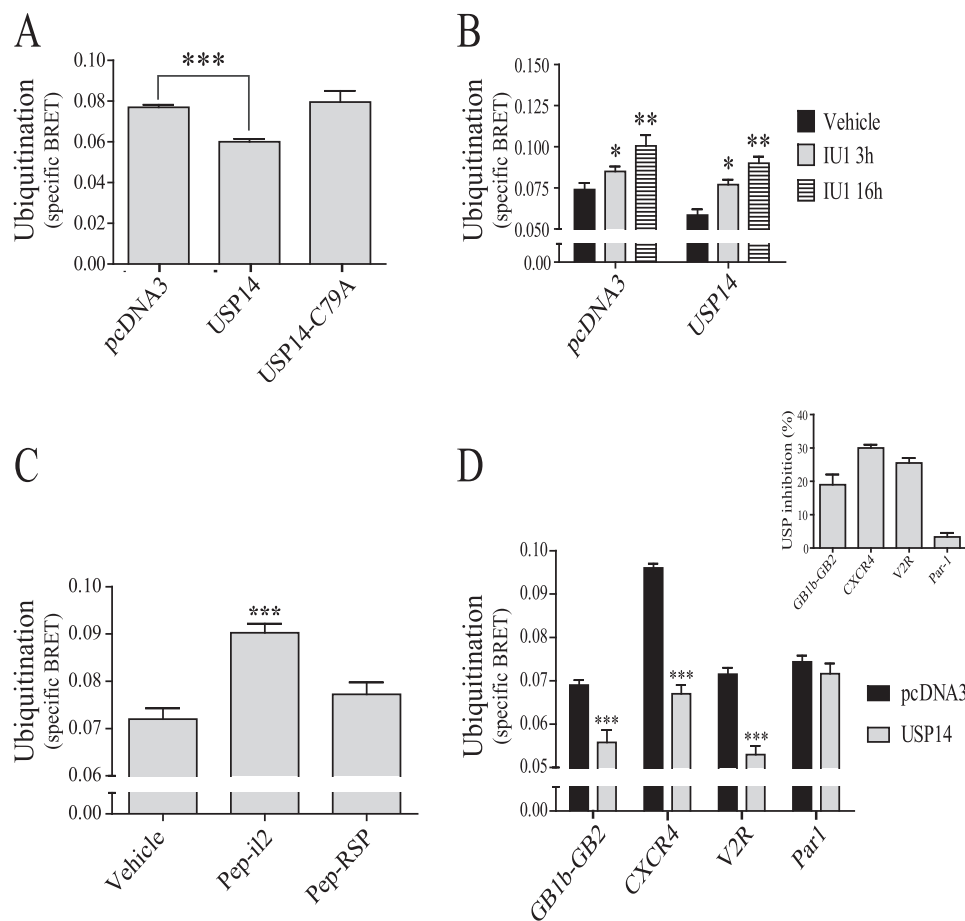 A
Ubiquitination
(specific BRET)
0.10
0.08
0.06
0.04
0.02
0.00
***
pcDNA3
USP14
USP14-C79A
B
Ubiquitination
(specific BRET)
0.150
0.125
0.100
0.075
0.050
0.00
* **
* **
pcDNA3
USP14
Vehicle
IU1 3h
IU1 16h
C
Ubiquitination
(specific BRET)
0.10
0.09
0.08
0.07
0.06
0.00
***
Vehicle
Pep-il2
Pep-RSP
D
USP inhibition (%)
40
30
20
10
0
GB1b-GB2
CXCR4
V2R
Par-1
Ubiquitination
(specific BRET)
0.10
0.09
0.08
0.07
0.06
0.05
0.00
***
***
***
GB1b-GB2
CXCR4
V2R
Par1
pcDNA3
USP14